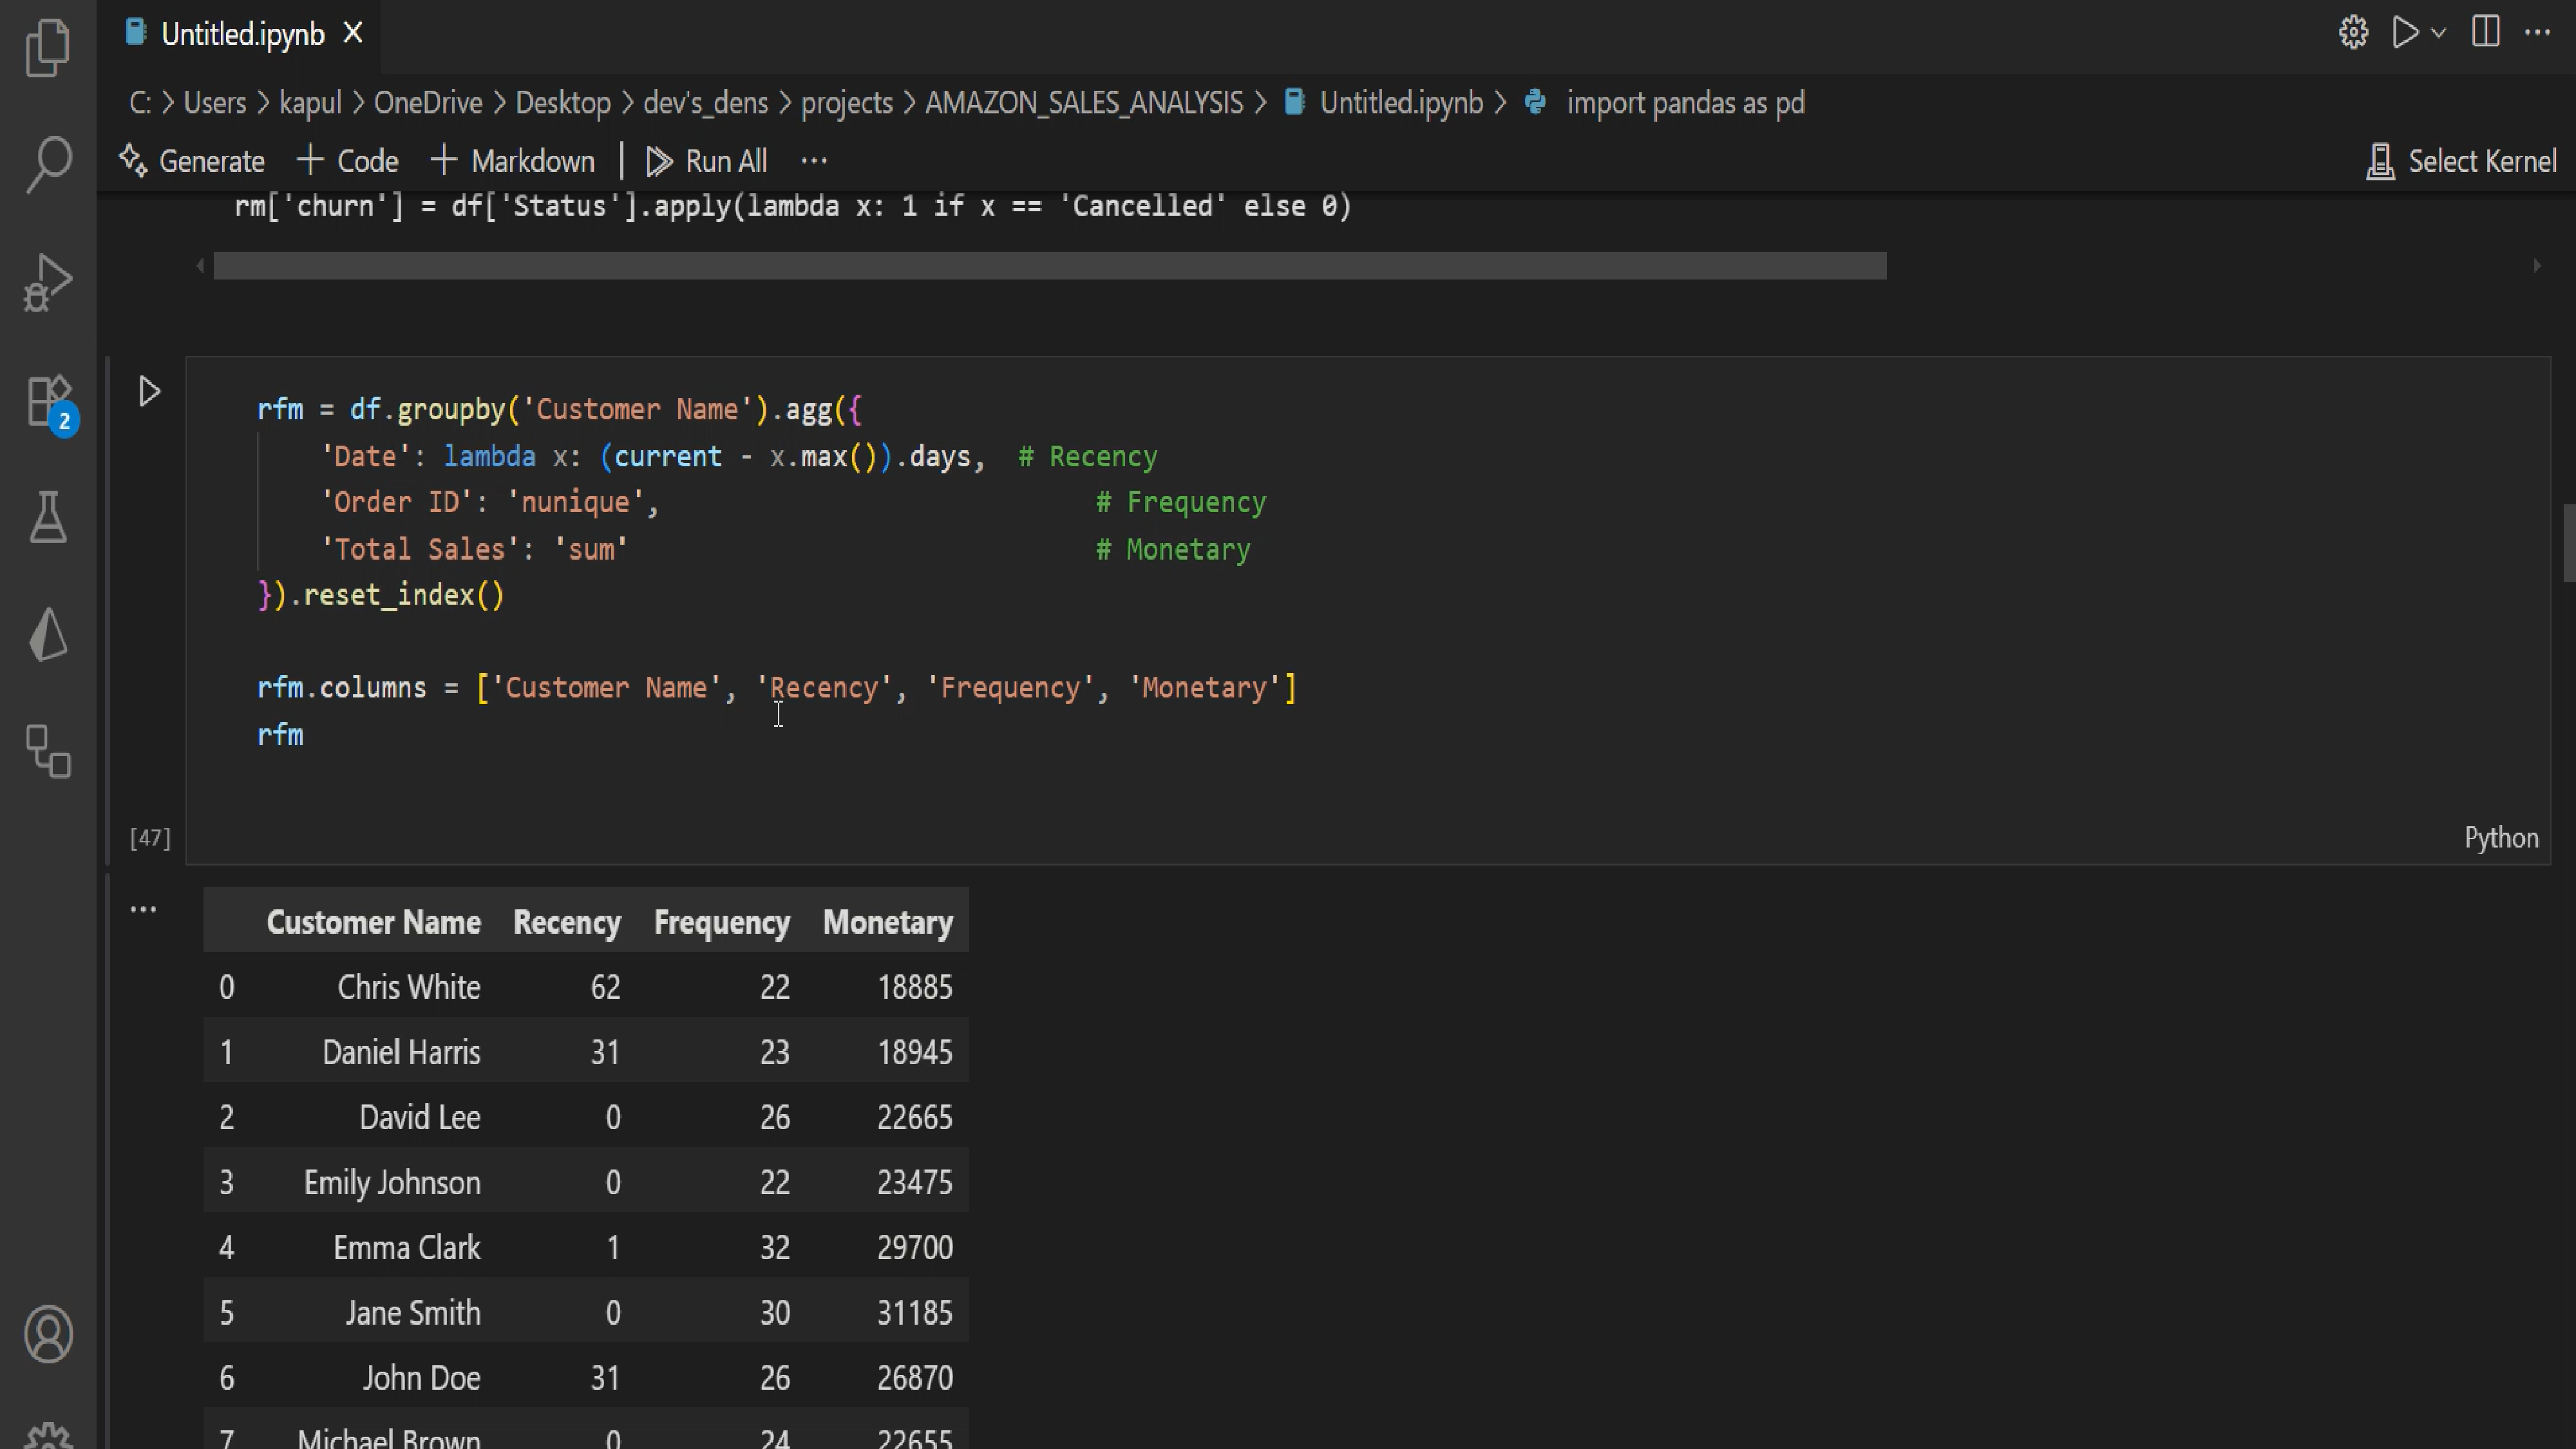 Untitled.ipynb
C: > Users > kapul > OneDrive > Desktop > dev's_dens > projects > AMAZON_SALES_ANALYSIS > Untitled.ipynb > import pandas as pd
Generate + Code + Markdown | Run All ...
Select Kernel
rm['churn'] = df['Status'].apply(lambda x: 1 if x == 'Cancelled' else 0)
rfm = df.groupby('Customer Name').agg({
'Date': lambda x: (current - x.max()).days, # Recency
'Order ID': 'nunique', # Frequency
'Total Sales': 'sum' # Monetary
}).reset_index()
rfm.columns = ['Customer Name', 'Recency', 'Frequency', 'Monetary']
rfm
2
[47]
Python
Customer Name Recency Frequency Monetary
0 Chris White 62 22 18885
1 Daniel Harris 31 23 18945
2 David Lee 0 26 22665
3 Emily Johnson 0 22 23475
4 Emma Clark 1 32 29700
5 Jane Smith 0 30 31185
6 John Doe 31 26 26870
7 Michael Brown 0 24 22655